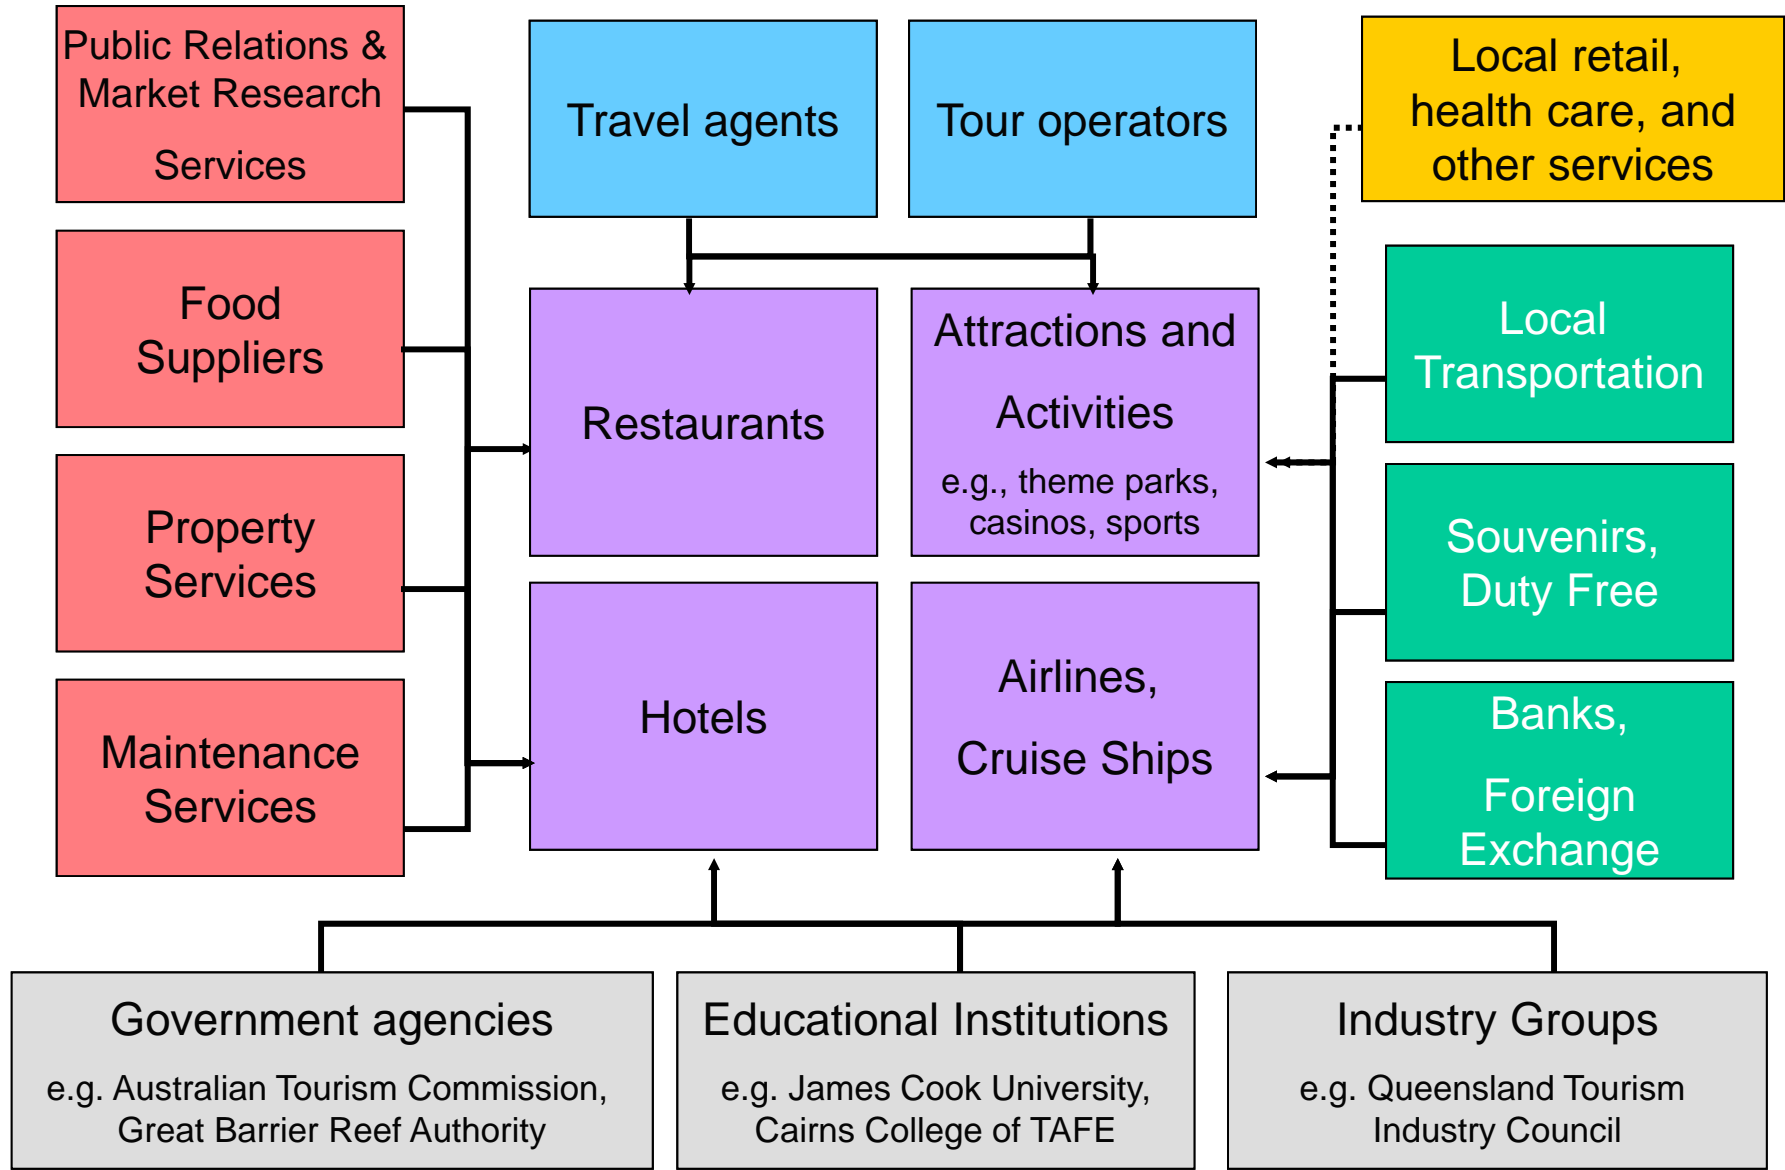 Public Relations &
Market Research
Services
Travel agents
Tour operators
Local retail,
health care, and
other services
Food
Suppliers
Restaurants
Attractions and
Activities
e.g., theme parks,
casinos, sports
Local
Transportation
Property
Services
Souvenirs,
Duty Free
Maintenance
Services
Hotels
Airlines,
Cruise Ships
Banks,
Foreign
Exchange
Government agencies
e.g. Australian Tourism Commission,
Great Barrier Reef Authority
Educational Institutions
e.g. James Cook University,
Cairns College of TAFE
Industry Groups
e.g. Queensland Tourism
Industry Council